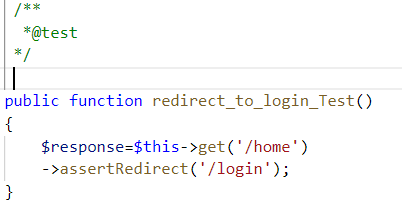 /**
*@test
*/
public function redirect_to_login_Test()
{
$response=$this->get('/home')
->assertRedirect('/login');
}